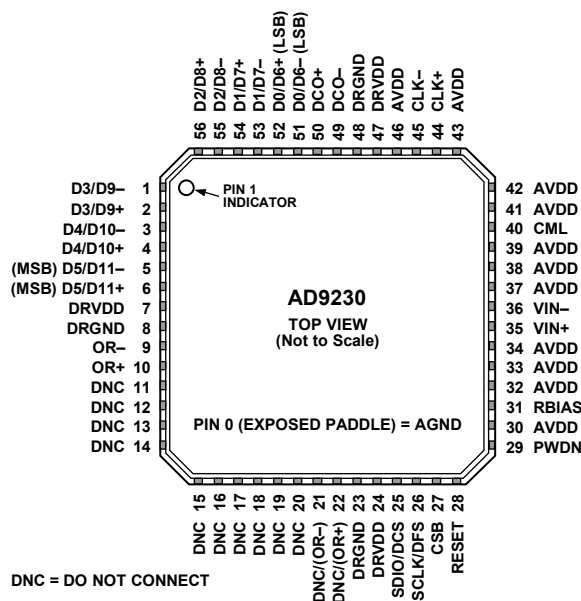 56 D2/D8+
55 D2/D8–
54 D1/D7+
53 D1/D7–
52 D0/D6+ (LSB)
51 D0/D6– (LSB)
50 DCO+
49 DCO–
48 DRGND
47 DRVDD
46 AVDD
45 CLK–
44 CLK+
43 AVDD
D3/D9– 1
D3/D9+ 2
D4/D10– 3
D4/D10+ 4
(MSB) D5/D11– 5
(MSB) D5/D11+ 6
DRVDD 7
DRGND 8
OR– 9
OR+ 10
DNC 11
DNC 12
DNC 13
DNC 14
PIN 1
INDICATOR
AD9230
TOP VIEW
(Not to Scale)
PIN 0 (EXPOSED PADDLE) = AGND
42 AVDD
41 AVDD
40 CML
39 AVDD
38 AVDD
37 AVDD
36 VIN–
35 VIN+
34 AVDD
33 AVDD
32 AVDD
31 RBIAS
30 AVDD
29 PWDN
DNC 15
DNC 16
DNC 17
DNC 18
DNC 19
DNC 20
DNC/(OR–) 21
DNC/(OR+) 22
DRGND 23
DRVDD 24
SDIO/DCS 25
SCLK/DFS 26
CSB 27
RESET 28
DNC = DO NOT CONNECT